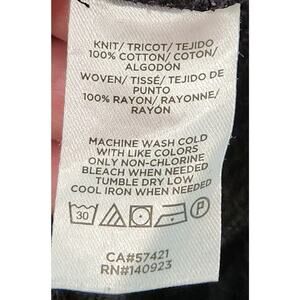 KNIT/ TRICOT/ TEJIDO
100% COTTON/ COTON/
ALGODÓN
WOVEN/ TISSÉ/ TEJIDO DE
PUNTO
100% RAYON/ RAYONNE/
RAYÓN
MACHINE WASH COLD
WITH LIKE COLORS
ONLY NON-CHLORINE
BLEACH WHEN NEEDED
TUMBLE DRY LOW
COOL IRON WHEN NEEDED
30 P
CA#57421
RN#140923